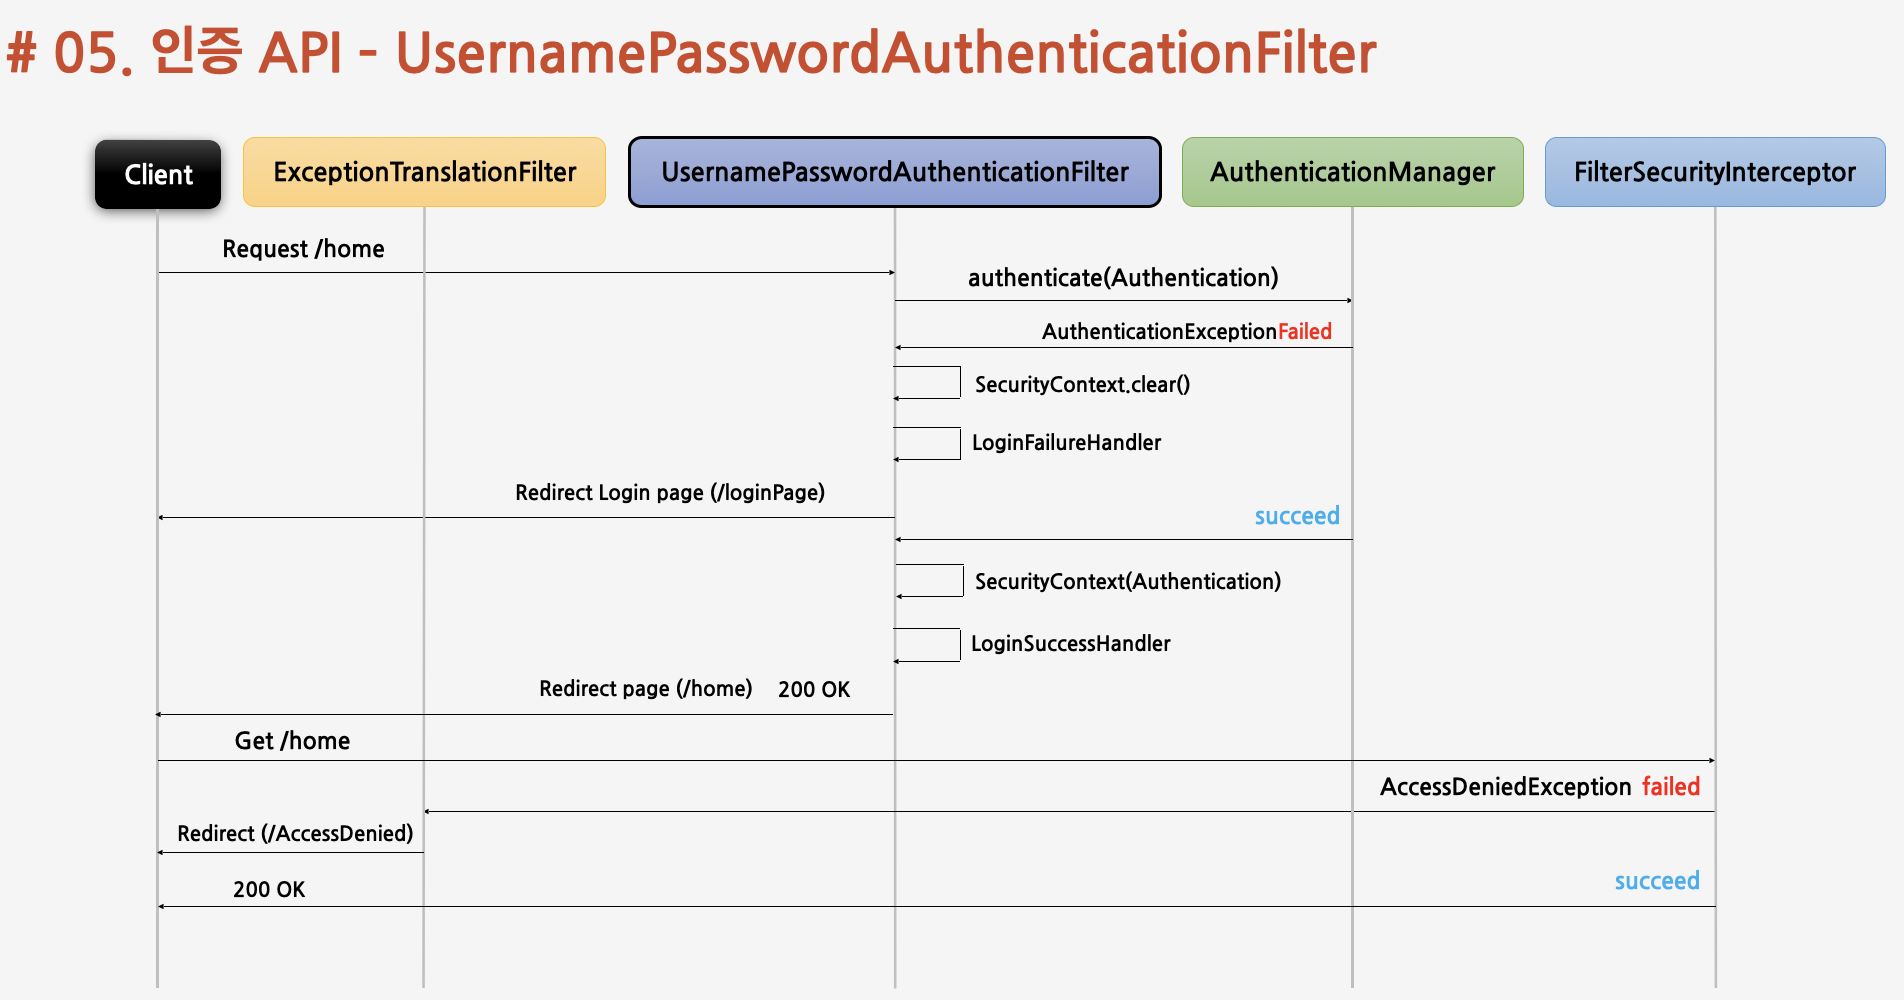 # 05. 인증 API - UsernamePasswordAuthenticationFilter
Client
ExceptionTranslationFilter
UsernamePasswordAuthenticationFilter
AuthenticationManager
FilterSecurityInterceptor
Request /home
authenticate(Authentication)
AuthenticationException Failed
SecurityContext.clear()
LoginFailureHandler
Redirect Login page (/loginPage)
succeed
SecurityContext(Authentication)
LoginSuccessHandler
Redirect page (/home) 200 OK
Get /home
AccessDeniedException failed
Redirect (/AccessDenied)
succeed
200 OK